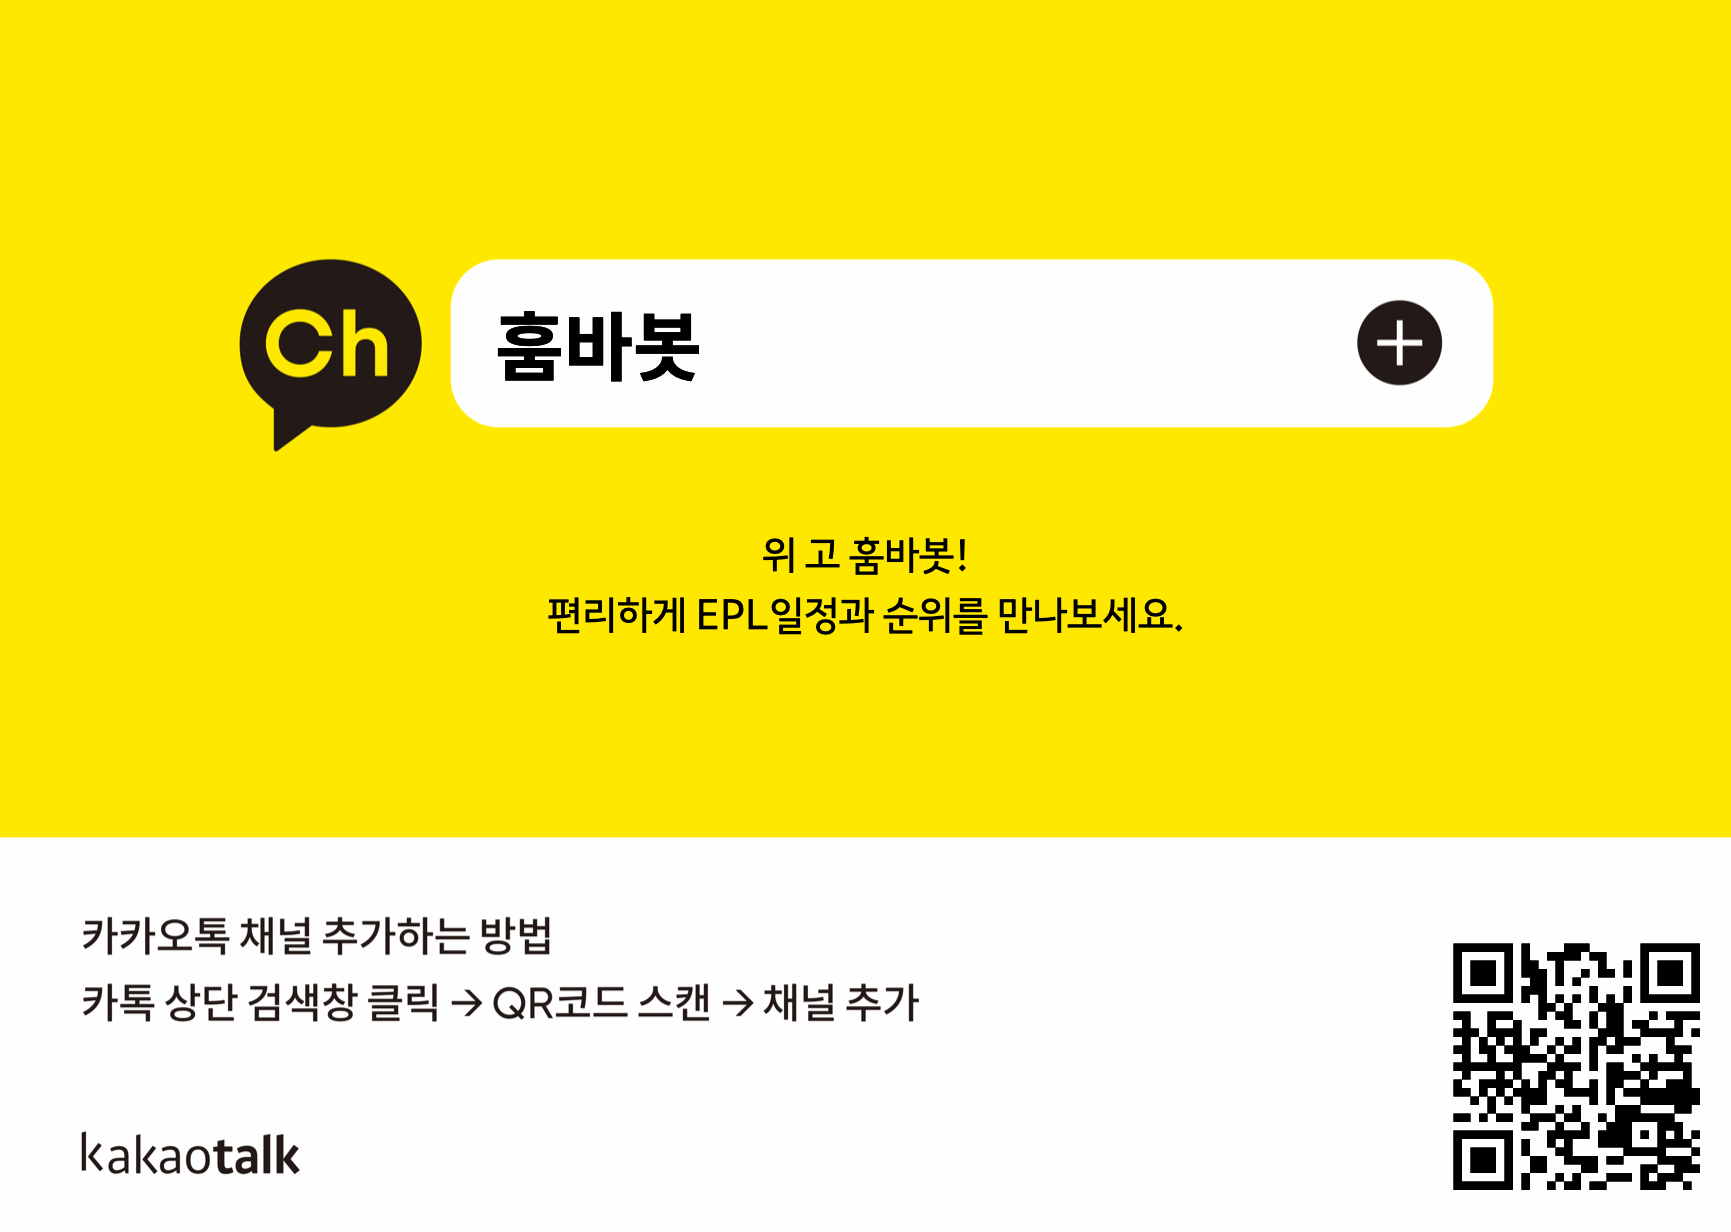 Ch
훔바봇
위 고 훔바봇!
편리하게 EPL일정과 순위를 만나보세요.
카카오톡 채널 추가하는 방법
카톡 상단 검색창 클릭 → QR코드 스캔 → 채널 추가
kakaotalk